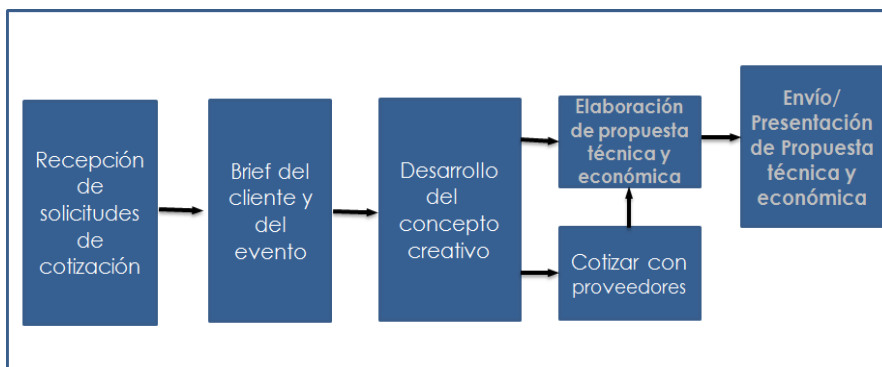 Recepción
de
solicitudes
de
cotización
Brief del
cliente y
del
evento
Desarrollo
del
concepto
creativo
Elaboración
de propuesta
técnica y
económica
Cotizar con
proveedores
Envío/
Presentación
de Propuesta
técnica y
económica